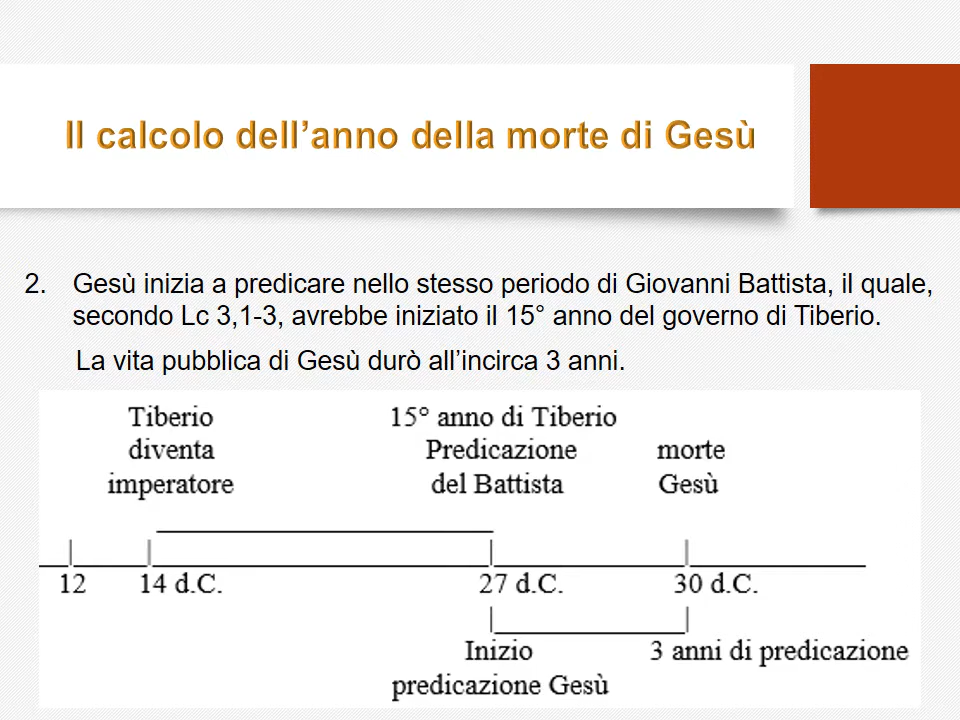 Il calcolo dell’anno della morte di Gesù
2. Gesù inizia a predicare nello stesso periodo di Giovanni Battista, il quale,
secondo Lc 3,1-3, avrebbe iniziato il 15° anno del governo di Tiberio.
La vita pubblica di Gesù durò all’incirca 3 anni.
Tiberio 15° anno di Tiberio
diventa Predicazione morte
imperatore del Battista Gesù
12 14 d.C. 27 d.C. 30 d.C.
Inizio 3 anni di predicazione
predicazione Gesù